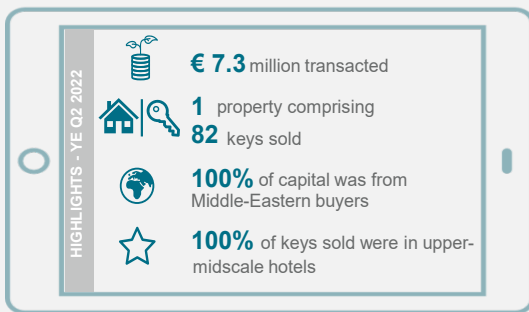 HIGHLIGHTS - YE Q2 2022
€ 7.3 million transacted
1 property comprising
82 keys sold
100% of capital was from
Middle-Eastern buyers
100% of keys sold were in upper-
midscale hotels